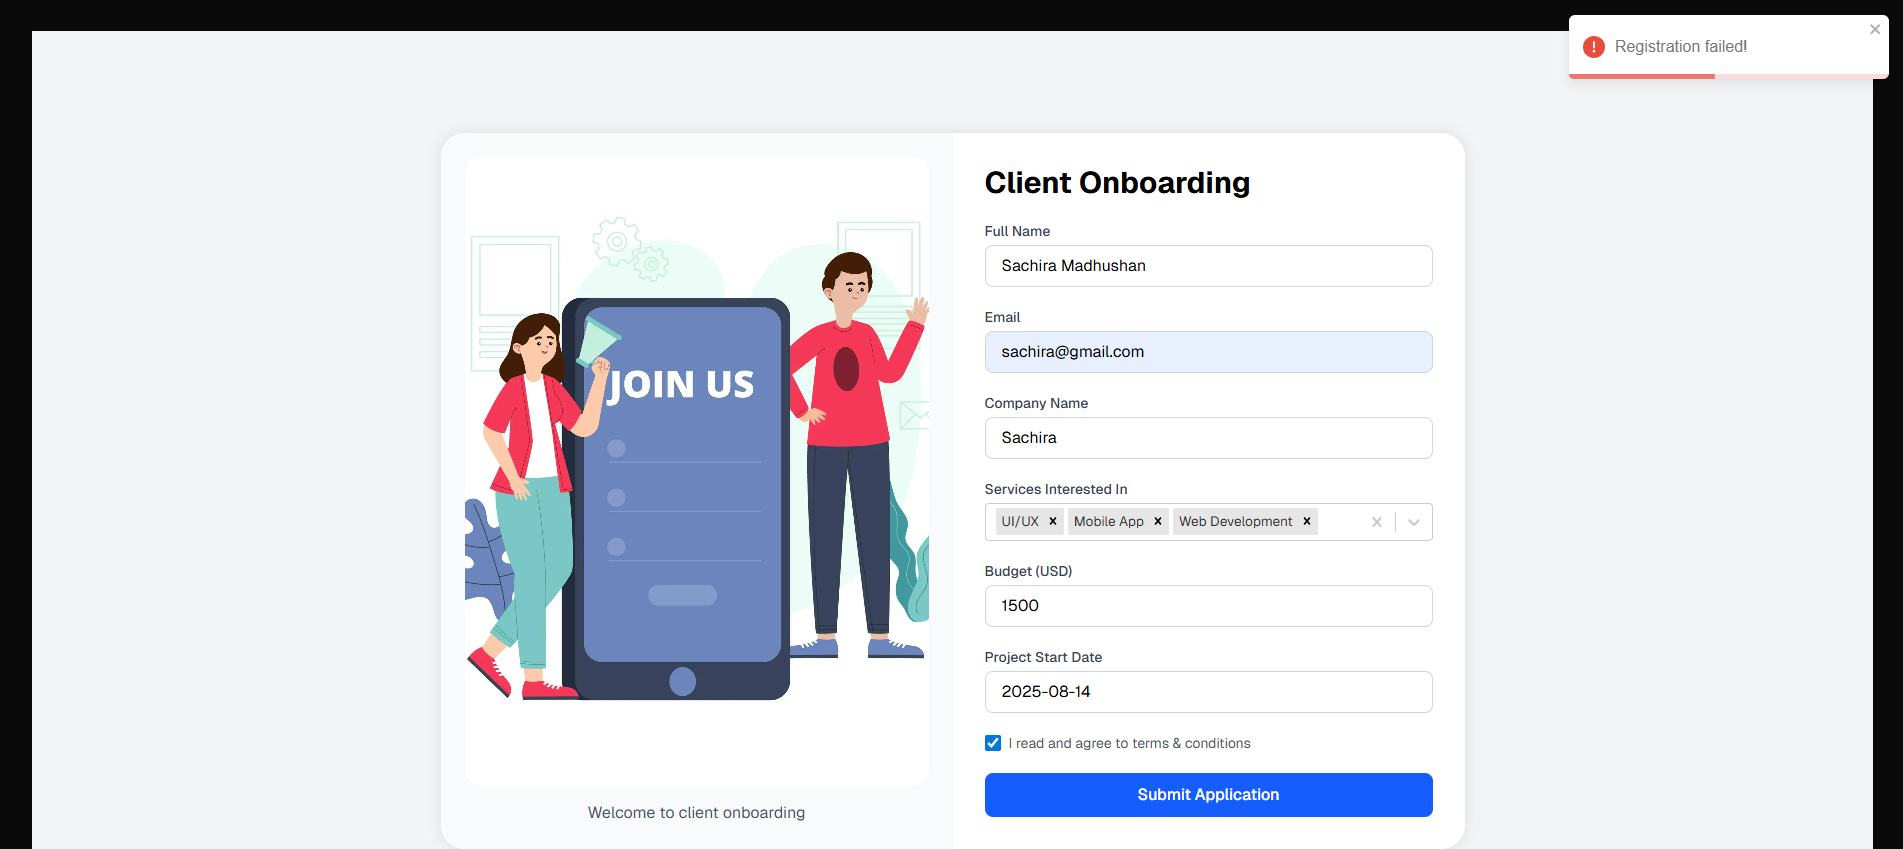 Registration failed!
JOIN US
Welcome to client onboarding
Client Onboarding
Full Name
Sachira Madhushan
Email
sachira@gmail.com
Company Name
Sachira
Services Interested In
UI/UX Mobile App Web Development
Budget (USD)
1500
Project Start Date
2025-08-14
I read and agree to terms & conditions
Submit Application